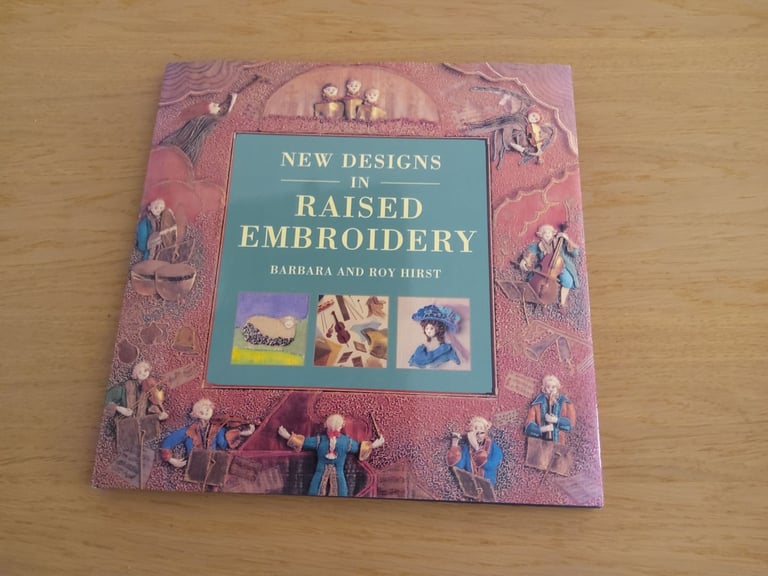 NEW DESIGNS
IN
RAISED
EMBROIDERY
BARBARA AND ROY HIRST